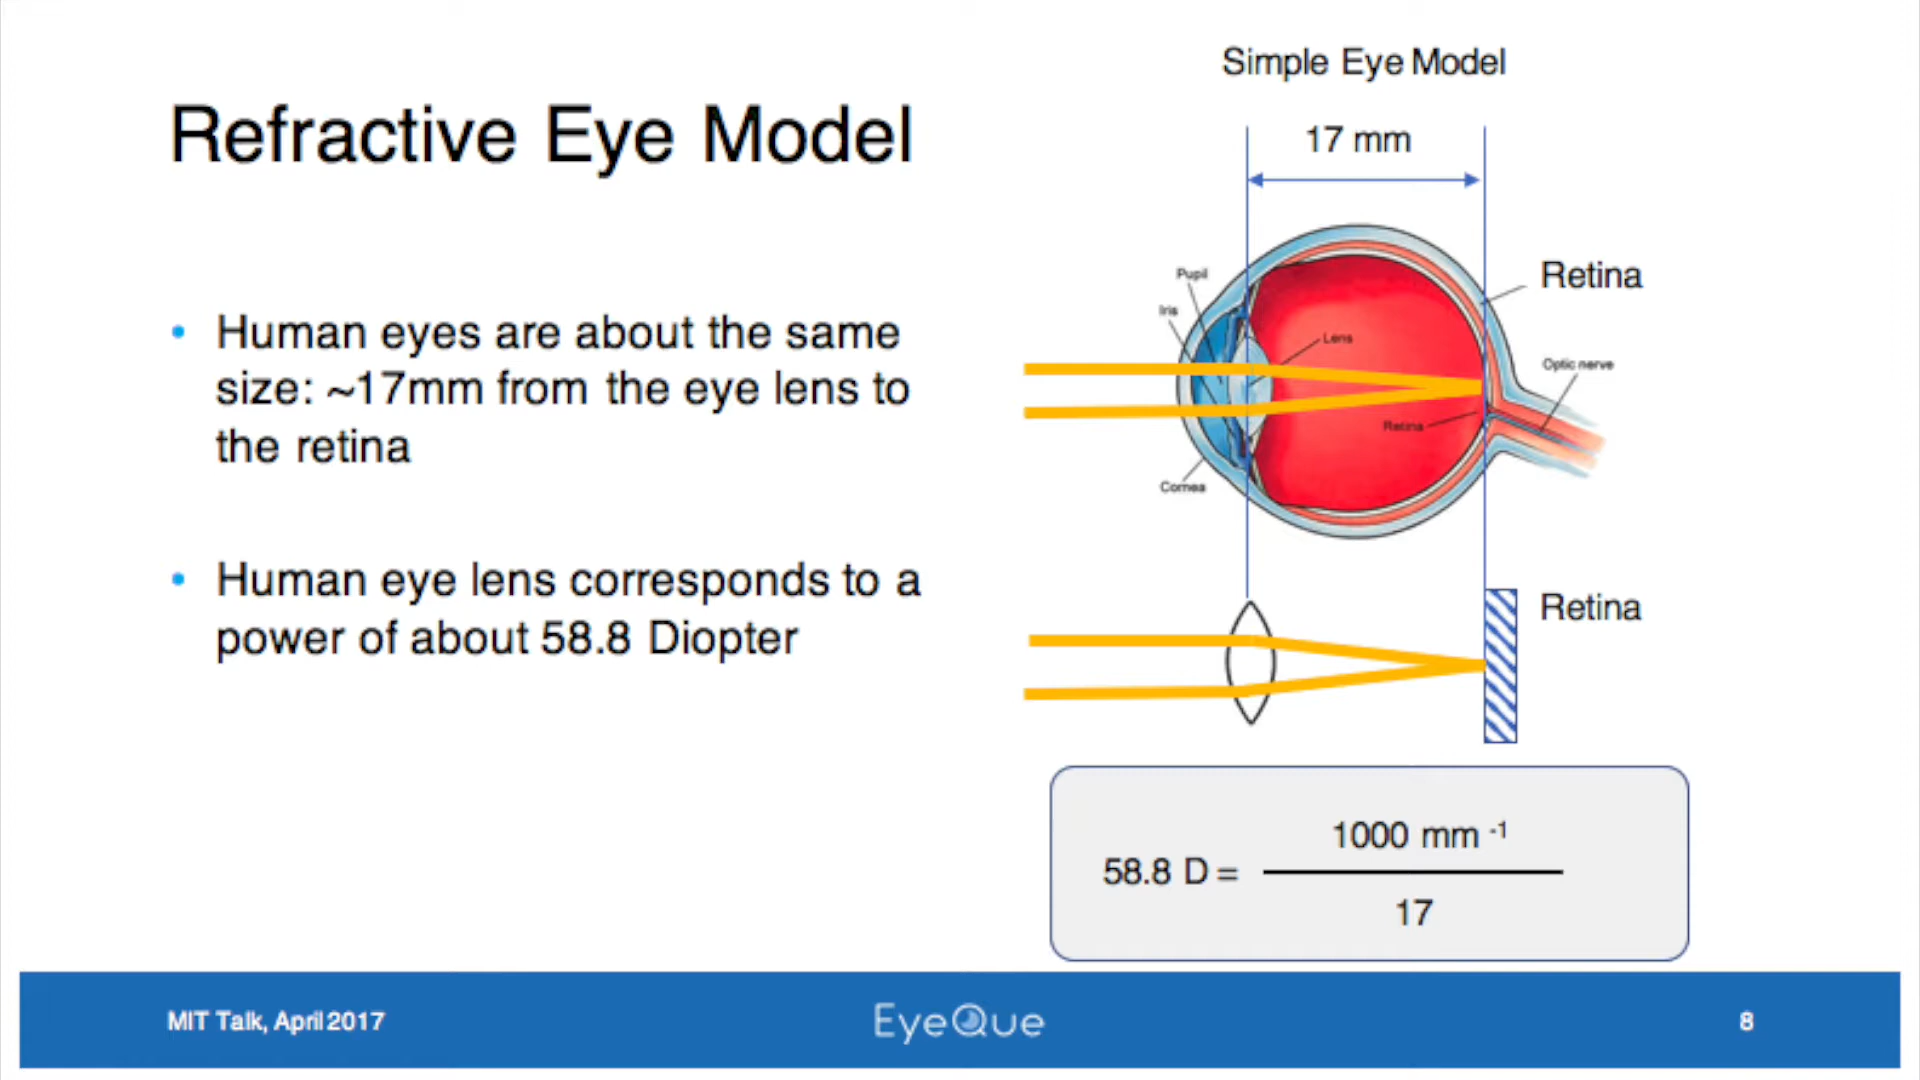 Refractive Eye Model
• Human eyes are about the same
size: ~17mm from the eye lens to
the retina
• Human eye lens corresponds to a
power of about 58.8 Diopter
Simple Eye Model
17 mm
Retina
Pupil
Iris
Lens
Optic nerve
Retina
Cornea
Retina
1000 mm -1
58.8 D =
17
MIT Talk, April 2017
EyeQue
8